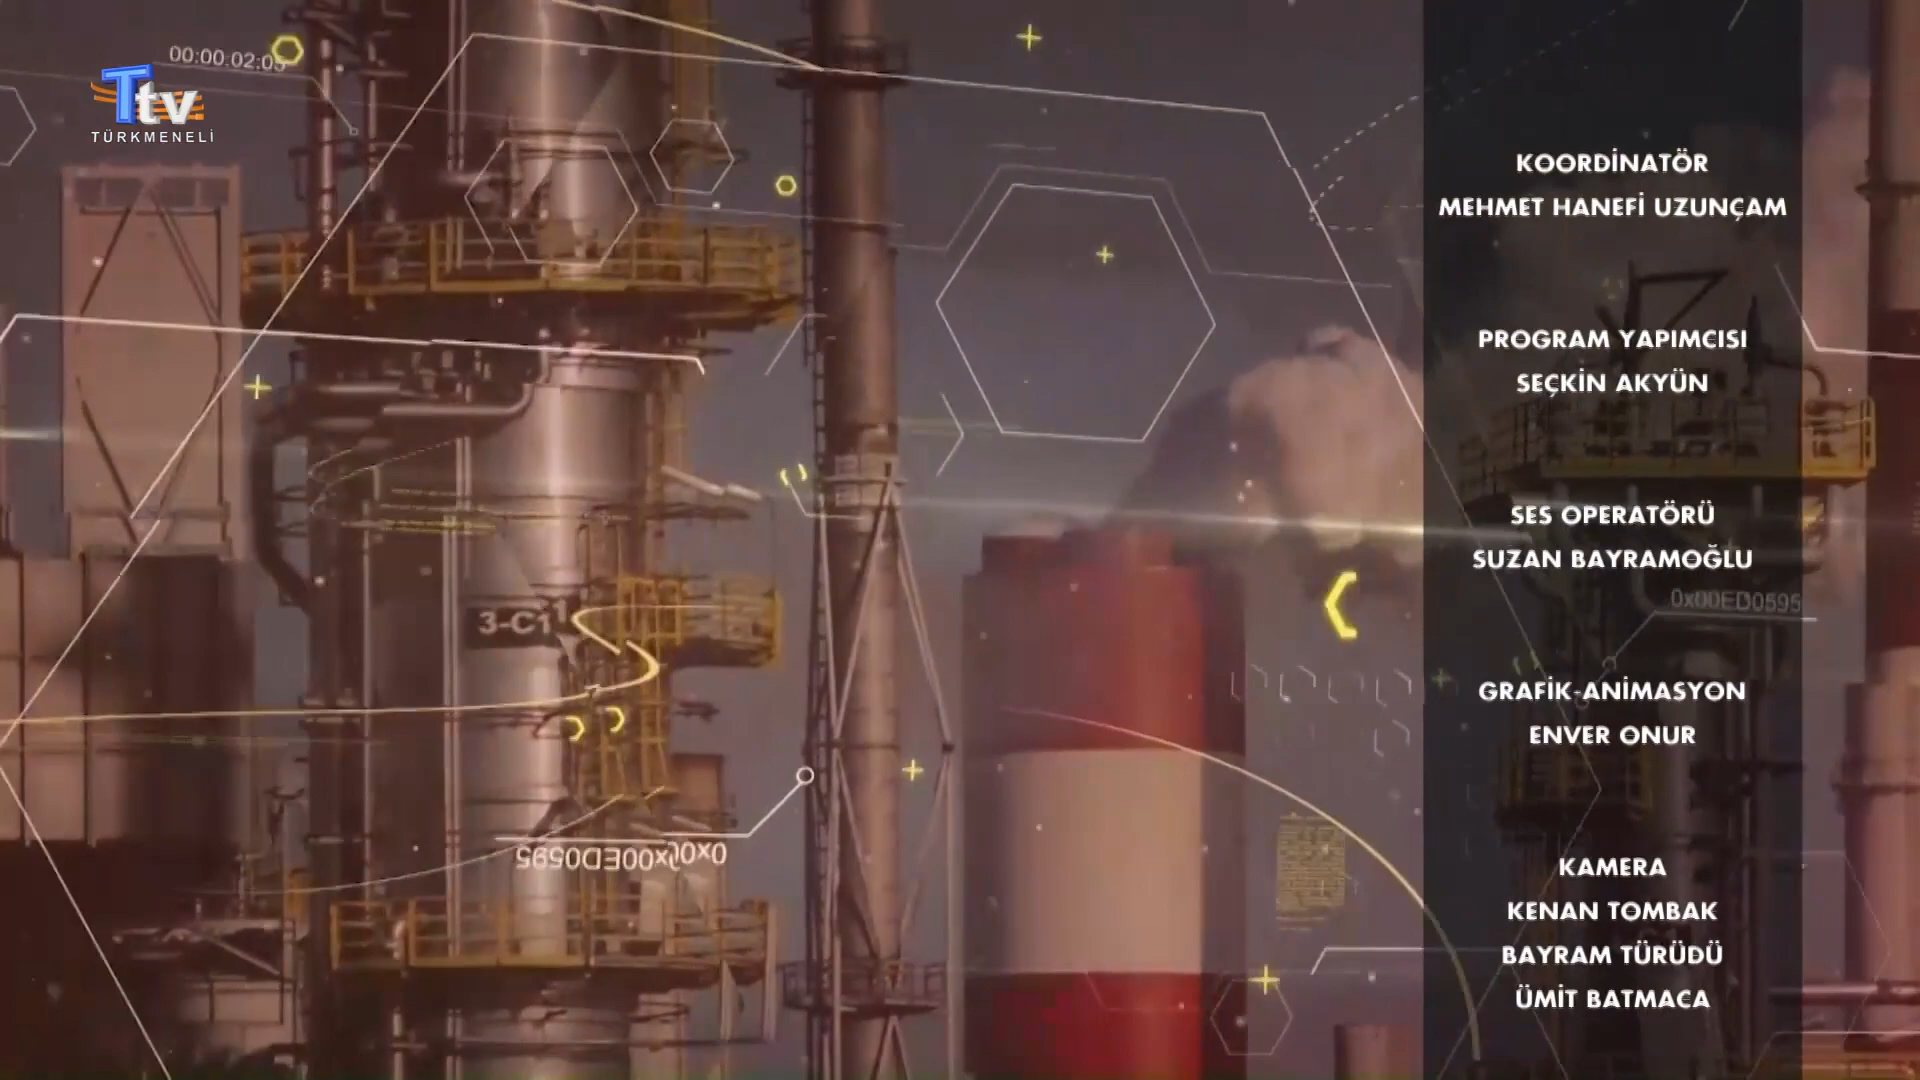 00:00:02:05
Ttv
TÜRKMENELİ
KOORDİNATÖR
MEHMET HANEFİ UZUNÇAM
PROGRAM YAPIMCISI
SEÇKİN AKYÜN
SES OPERATÖRÜ
SUZAN BAYRAMOĞLU
0x00ED0595
3-C1
GRAFİK-ANİMASYON
ENVER ONUR
KAMERA
KENAN TOMBAK
BAYRAM TÜRÜDÜ
ÜMİT BATMACA